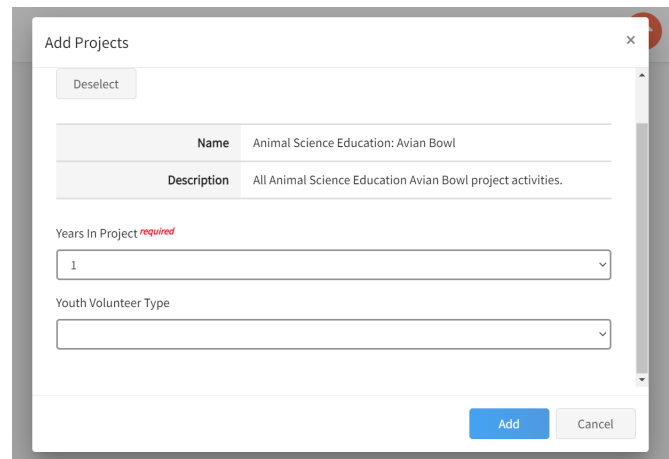 Add Projects ×
Deselect
Name Animal Science Education: Avian Bowl
Description All Animal Science Education Avian Bowl project activities.
Years In Project required
1
Youth Volunteer Type
Add Cancel